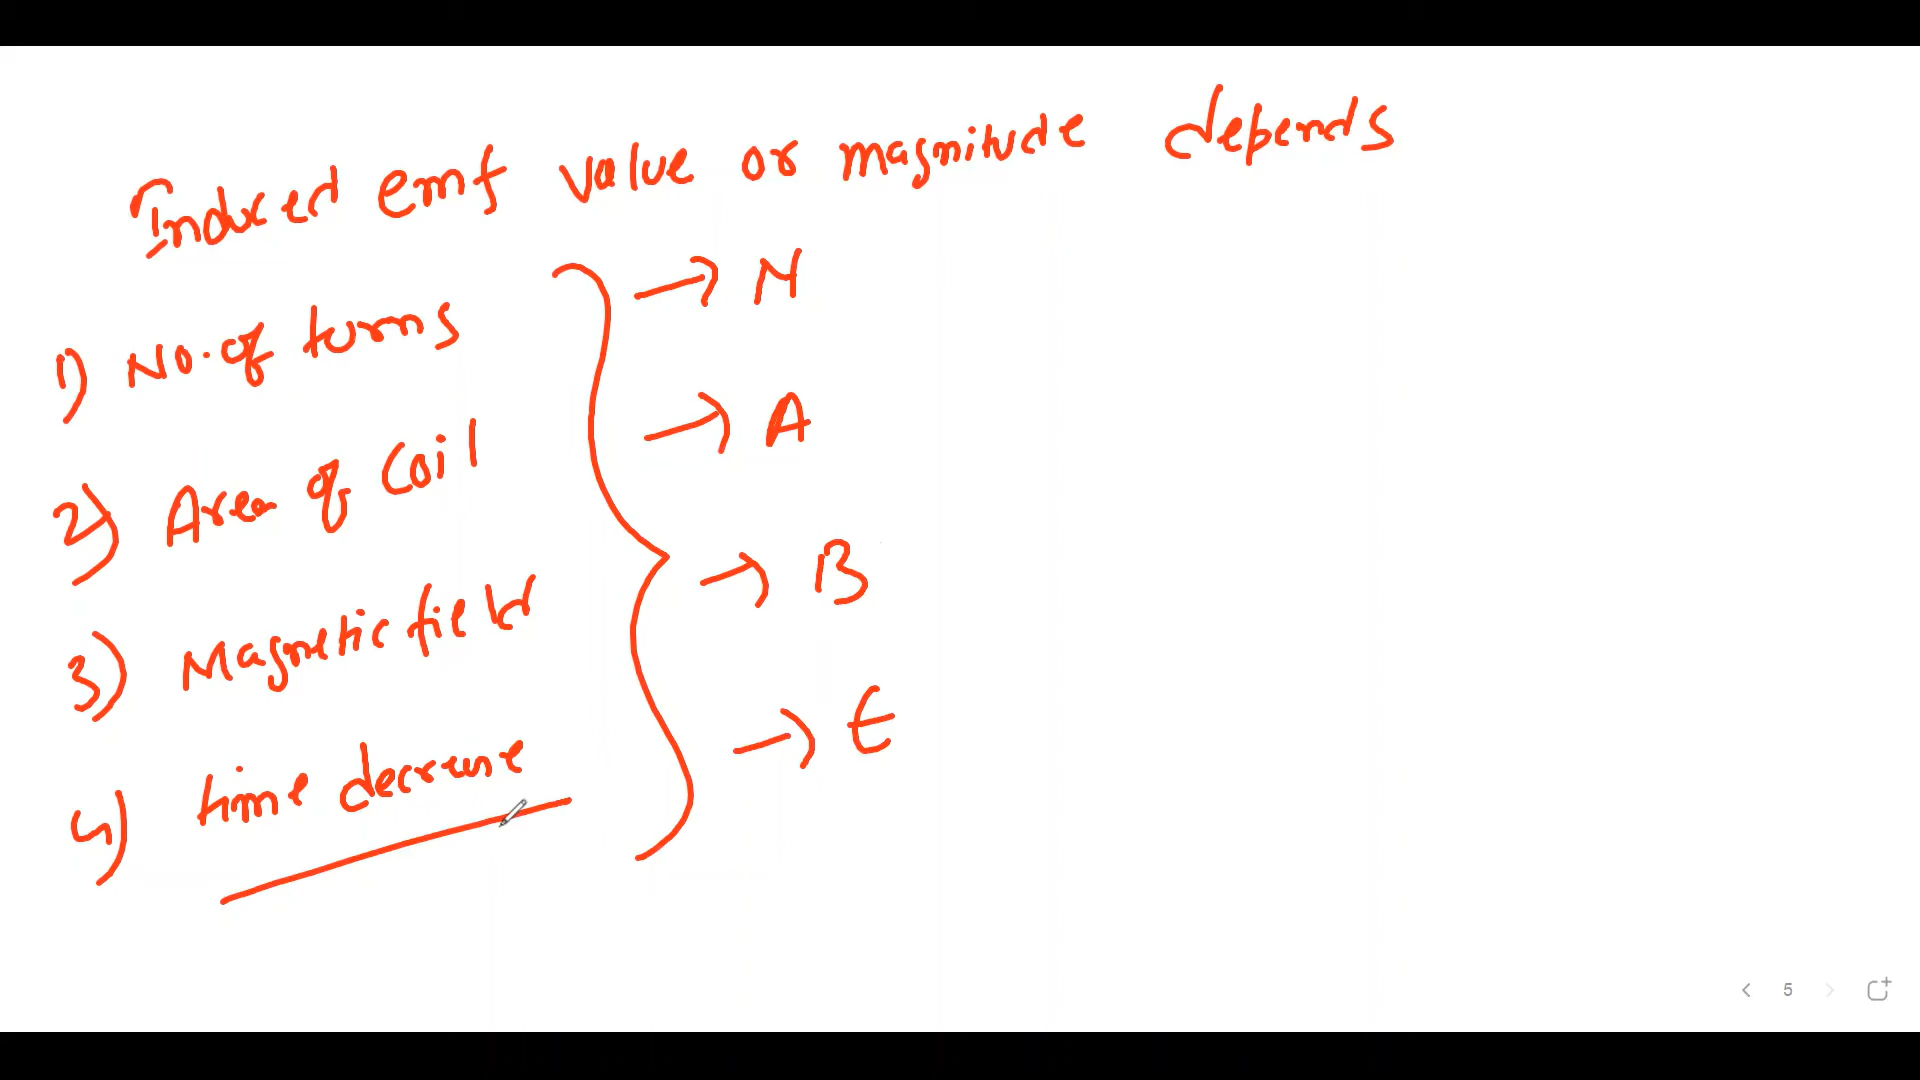 Induced emf value or magnitude depends
1) No. of turns → N
2) Area of Coil → A
3) Magnetic field → B
4) time decrease → t
5